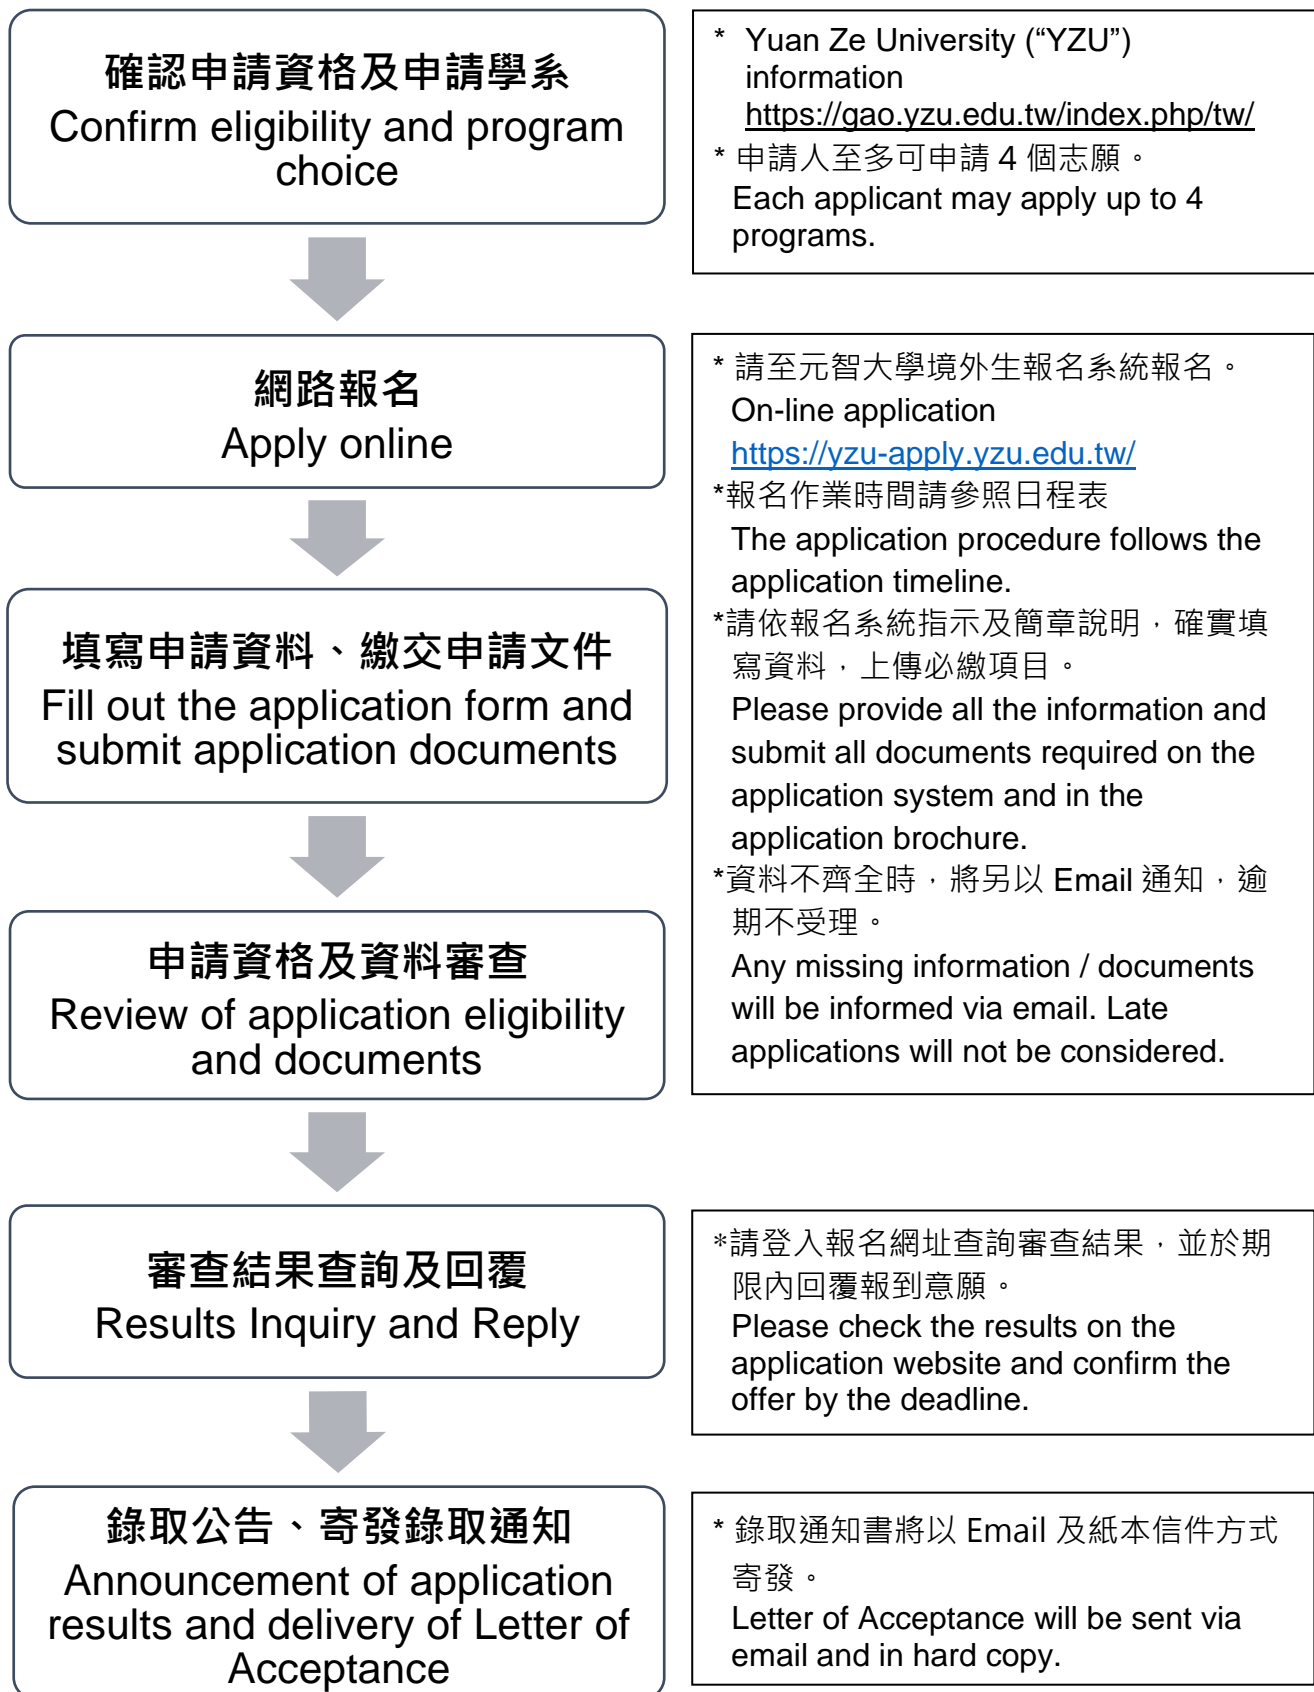 確認申請資格及申請學系
Confirm eligibility and program
choice
* Yuan Ze University (“YZU”)
information
https://gao.yzu.edu.tw/index.php/tw/
* 申請人至多可申請 4 個志願。
Each applicant may apply up to 4
programs.
網路報名
Apply online
填寫申請資料、繳交申請文件
Fill out the application form and
submit application documents
申請資格及資料審查
Review of application eligibility
and documents
* 請至元智大學境外生報名系統報名。
On-line application
https://yzu-apply.yzu.edu.tw/
*報名作業時間請參照日程表
The application procedure follows the
application timeline.
*請依報名系統指示及簡章說明，確實填
寫資料，上傳必繳項目。
Please provide all the information and
submit all documents required on the
application system and in the
application brochure.
*資料不齊全時，將另以 Email 通知，逾
期不受理。
Any missing information / documents
will be informed via email. Late
applications will not be considered.
審查結果查詢及回覆
Results Inquiry and Reply
*請登入報名網址查詢審查結果，並於期
限內回覆報到意願。
Please check the results on the
application website and confirm the
offer by the deadline.
錄取公告、寄發錄取通知
Announcement of application
results and delivery of Letter of
Acceptance
* 錄取通知書將以 Email 及紙本信件方式
寄發。
Letter of Acceptance will be sent via
email and in hard copy.